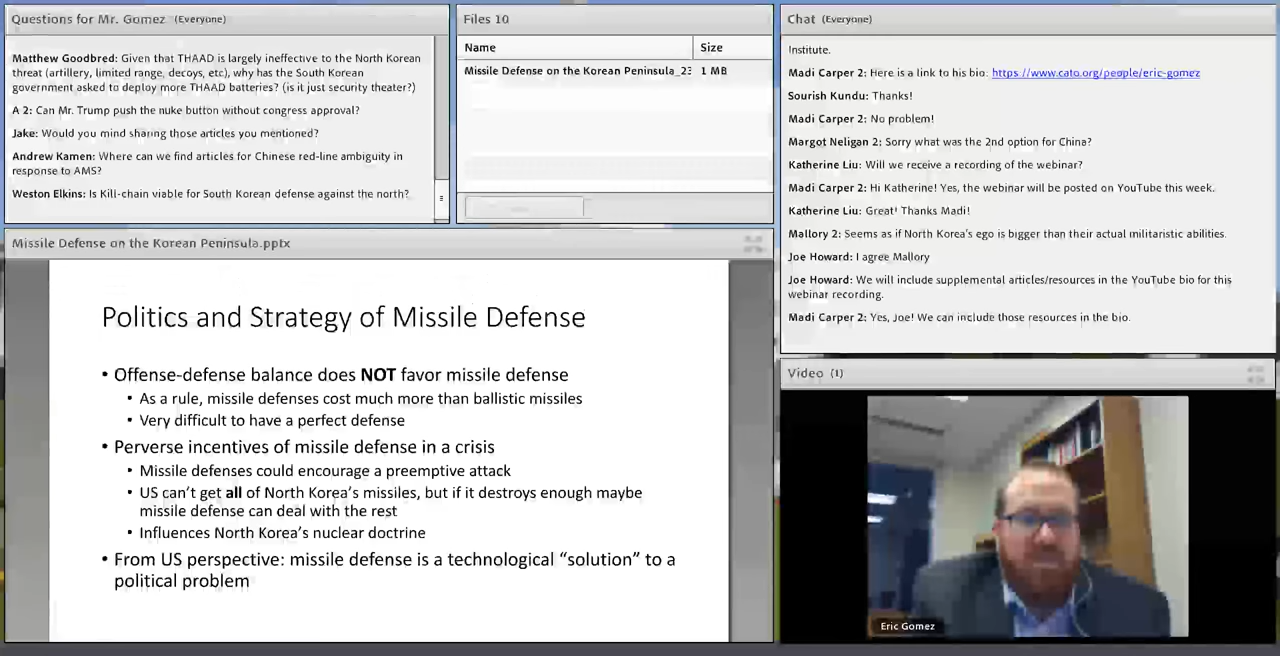 Questions for Mr. Gomez (Everyone)
Matthew Goodbred: Given that THAAD is largely ineffective to the North Korean
threat (artillery, limited range, decoys, etc), why has the South Korean
government asked to deploy more THAAD batteries? (is it just security theater?)
A 2: Can Mr. Trump push the nuke button without congress approval?
Jake: Would you mind sharing those articles you mentioned?
Andrew Kamen: Where can we find articles for Chinese red-line ambiguity in
response to AMS?
Weston Elkins: Is Kill-chain viable for South Korean defense against the north?
Files 10
Name Size
Missile Defense on the Korean Peninsula_23 1 MB
Chat (Everyone)
Institute.
Madi Carper 2: Here is a link to his bio: https://www.cato.org/people/eric-gomez
Sourish Kundu: Thanks!
Madi Carper 2: No problem!
Margot Neligan 2: Sorry what was the 2nd option for China?
Katherine Liu: Will we receive a recording of the webinar?
Madi Carper 2: Hi Katherine! Yes, the webinar will be posted on YouTube this week.
Katherine Liu: Great! Thanks Madi!
Mallory 2: Seems as if North Korea's ego is bigger than their actual militaristic abilities.
Joe Howard: I agree Mallory
Joe Howard: We will include supplemental articles/resources in the YouTube bio for this
webinar recording.
Madi Carper 2: Yes, Joe! We can include those resources in the bio.
Missile Defense on the Korean Peninsula.pptx
Politics and Strategy of Missile Defense
• Offense-defense balance does NOT favor missile defense
• As a rule, missile defenses cost much more than ballistic missiles
• Very difficult to have a perfect defense
• Perverse incentives of missile defense in a crisis
• Missile defenses could encourage a preemptive attack
• US can't get all of North Korea's missiles, but if it destroys enough maybe
missile defense can deal with the rest
• Influences North Korea's nuclear doctrine
• From US perspective: missile defense is a technological "solution" to a
political problem
Video (1)
Eric Gomez